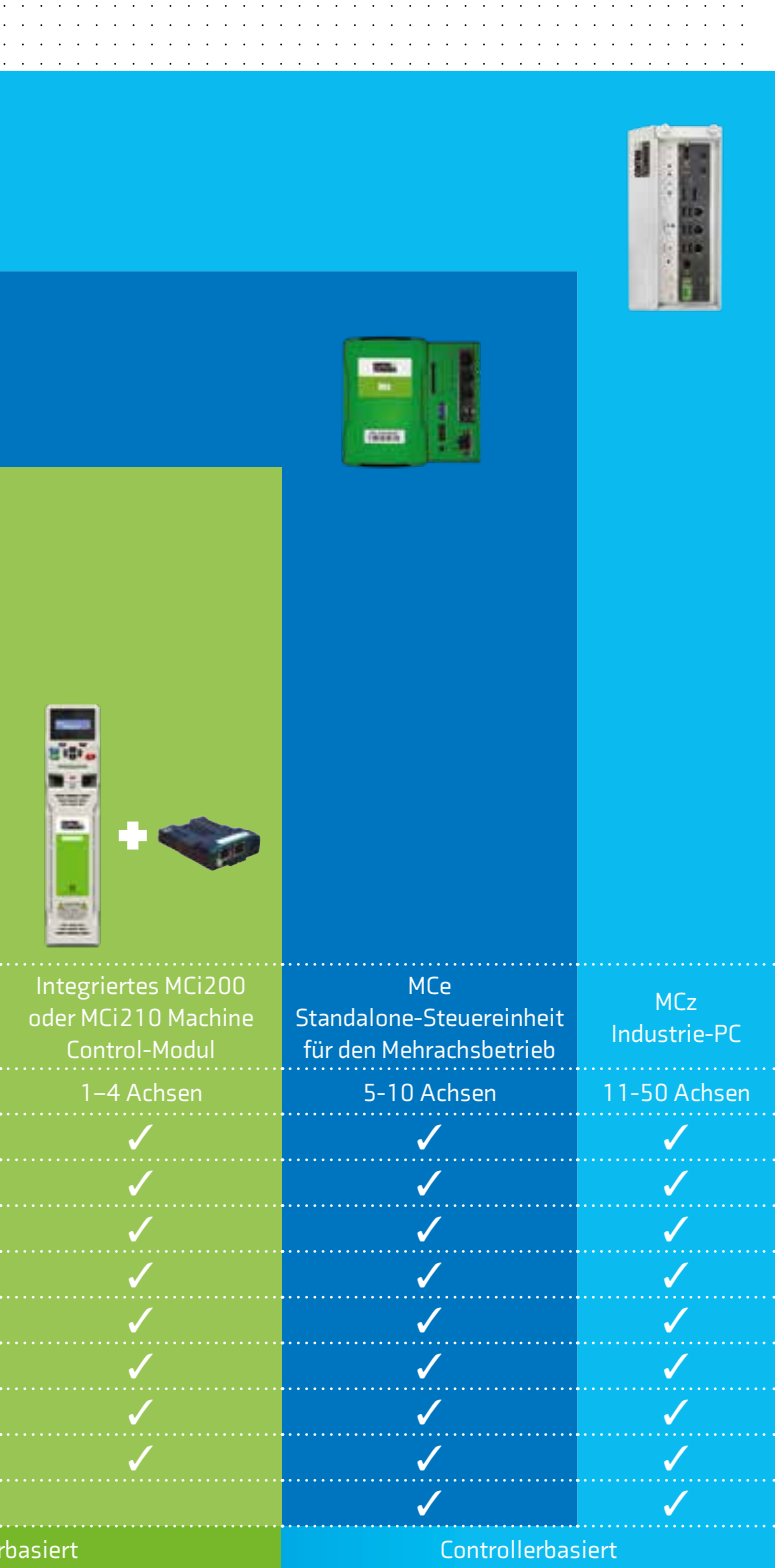 Integriertes MCi200
oder MCi210 Machine
Control-Modul
MCe
Standalone-Steuereinheit
für den Mehrachsbetrieb
MCz
Industrie-PC
1–4 Achsen
5-10 Achsen
11-50 Achsen
✓ ✓ ✓
✓ ✓ ✓
✓ ✓ ✓
✓ ✓ ✓
✓ ✓ ✓
✓ ✓ ✓
✓ ✓ ✓
✓ ✓ ✓
✓ ✓
rbasiert
Controllerbasiert